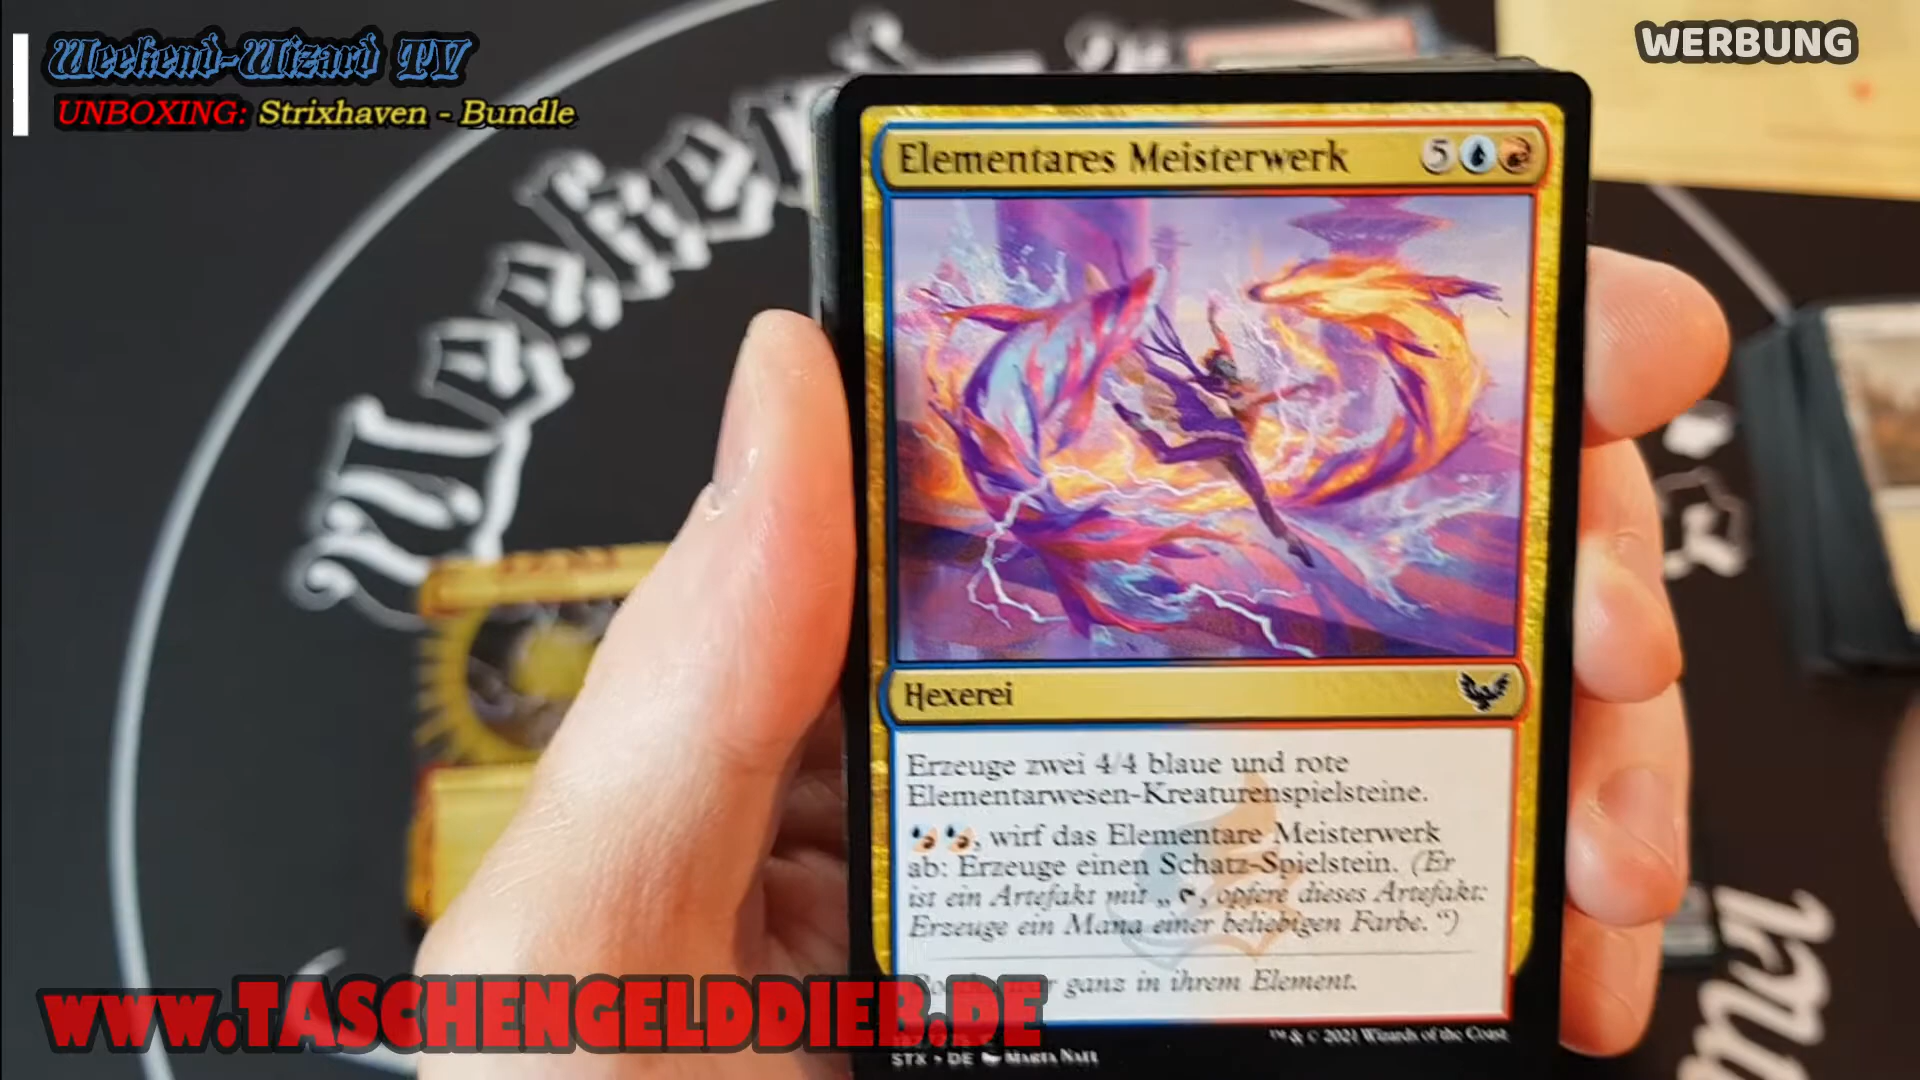 Weekend-Wizard TV
UNBOXING: Strixhaven - Bundle
WERBUNG
Elementares Meisterwerk 5
Hexerei
Erzeuge zwei 4/4 blaue und rote
Elementarwesen-Kreaturenspielsteine.
, wirf das Elementare Meisterwerk
ab: Erzeuge einen Schatz-Spielstein. (Er
ist ein Artefakt mit „ , opfere dieses Artefakt:
Erzeuge ein Mana einer beliebigen Farbe.“)
ganz in ihrem Element.
www.TASCHENGELDDIEB.DE
™ & © 2021 Wizards of the Coast
STX • DE